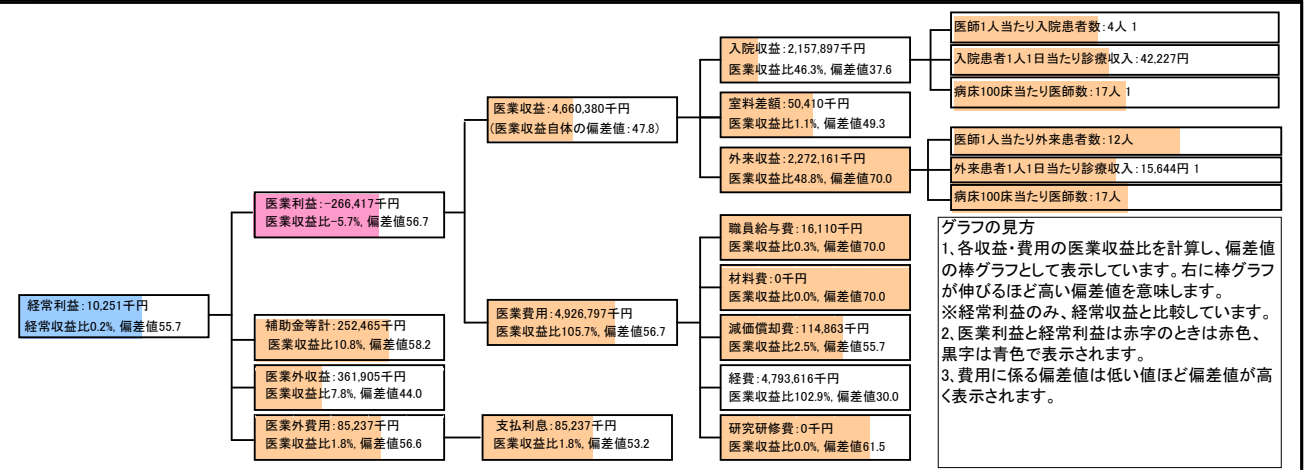 経常利益:10,251千円
経常収益比0.2%, 偏差値55.7
医業利益:-266,417千円
医業収益比-5.7%, 偏差値56.7
補助金等計:252,465千円
医業収益比10.8%, 偏差値58.2
医業外収益:361,905千円
医業収益比7.8%, 偏差値44.0
医業外費用:85,237千円
医業収益比1.8%, 偏差値56.6
支払利息:85,237千円
医業収益比1.8%, 偏差値53.2
医業収益:4,660,380千円
(医業収益自体の偏差値:47.8)
医業費用:4,926,797千円
医業収益比105.7%, 偏差値56.7
入院収益:2,157,897千円
医業収益比46.3%, 偏差値37.6
室料差額:50,410千円
医業収益比1.1%, 偏差値49.3
外来収益:2,272,161千円
医業収益比48.8%, 偏差値70.0
職員給与費:16,110千円
医業収益比0.3%, 偏差値70.0
材料費:0千円
医業収益比0.0%, 偏差値70.0
減価償却費:114,863千円
医業収益比2.5%, 偏差値55.7
経費:4,793,616千円
医業収益比102.9%, 偏差値30.0
研究研修費:0千円
医業収益比0.0%, 偏差値61.5
医師1人当たり入院患者数:4人 1
入院患者1人1日当たり診療収入:42,227円
病床100床当たり医師数:17人 1
医師1人当たり外来患者数:12人
外来患者1人1日当たり診療収入:15,644円 1
病床100床当たり医師数:17人
グラフの見方
1、各収益・費用の医業収益比を計算し、偏差値
の棒グラフとして表示しています。右に棒グラフ
が伸びるほど高い偏差値を意味します。
※経常利益のみ、経常収益と比較しています。
2、医業利益と経常利益は赤字のときは赤色、
黒字は青色で表示されます。
3、費用に係る偏差値は低い値ほど偏差値が高
く表示されます。